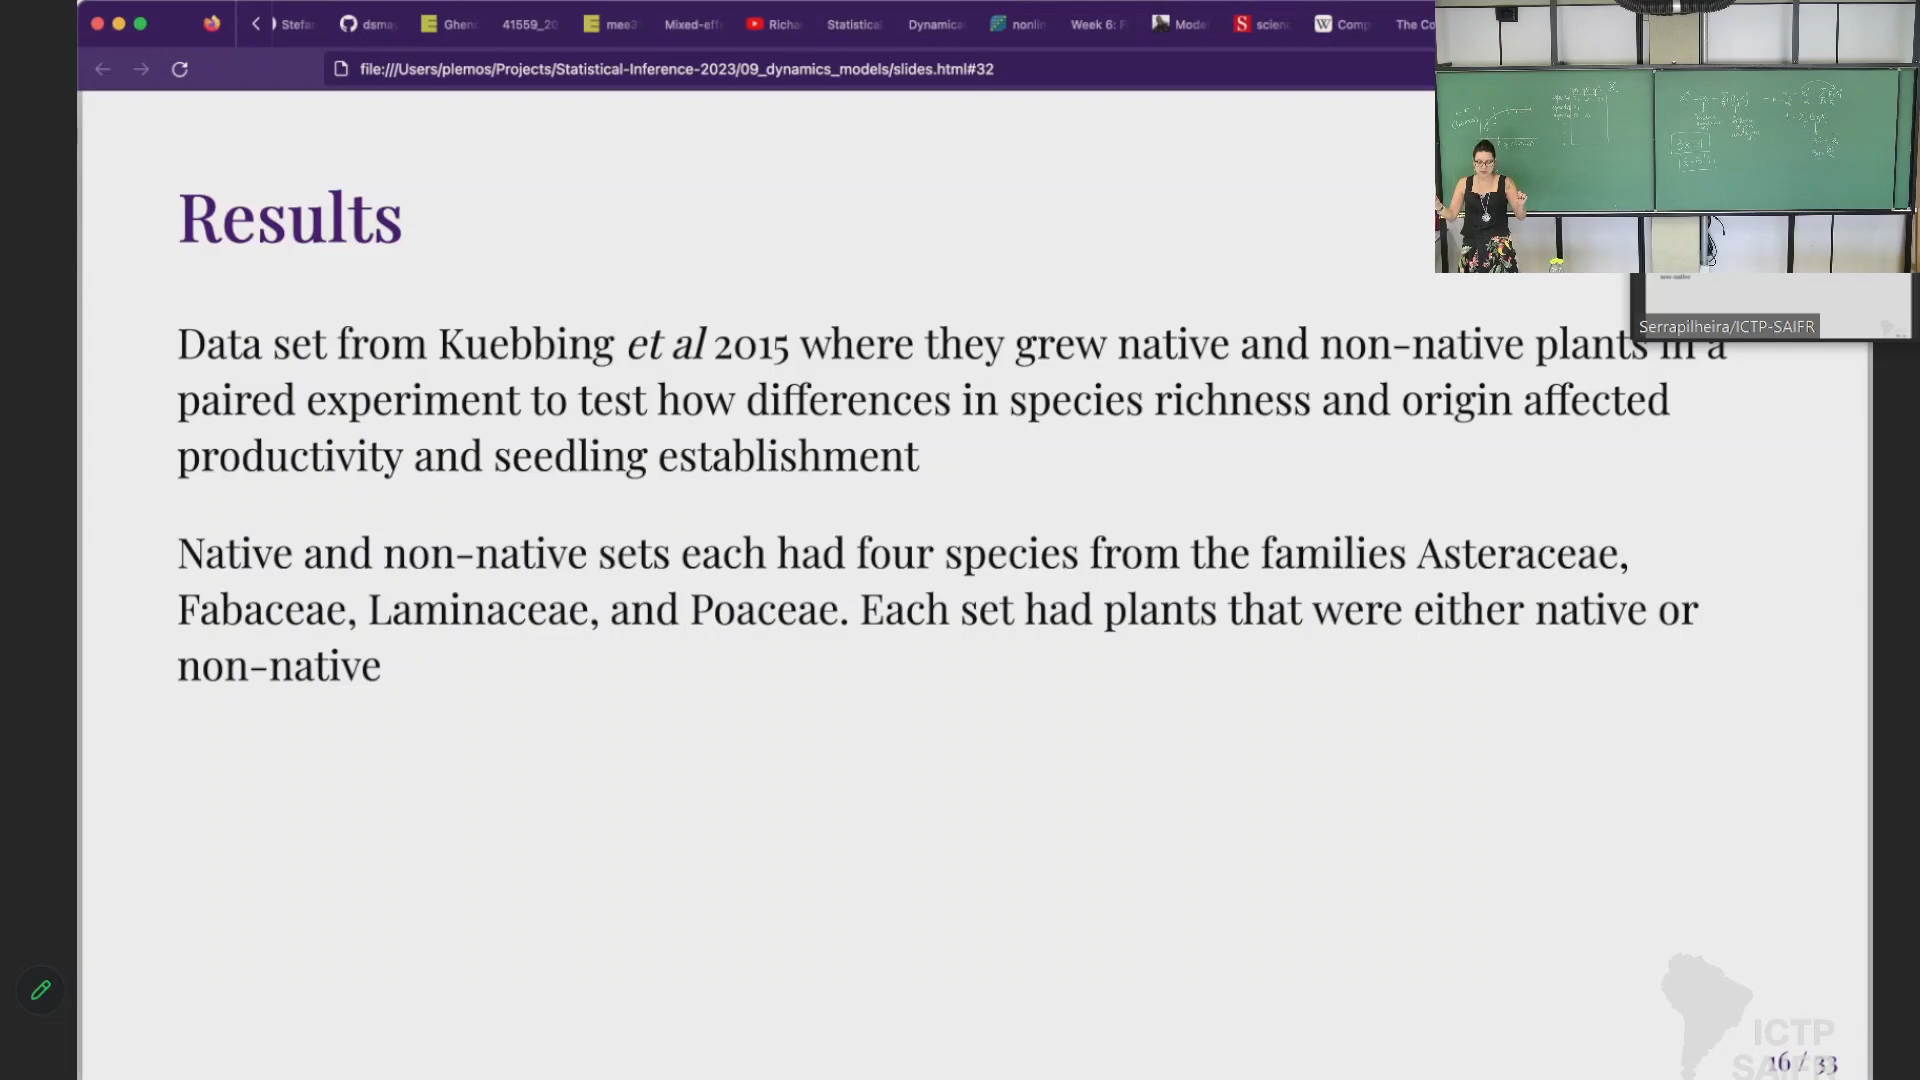 Stefa
dsma
Ghen
41559_20
mee3
Mixed-eff
Richa
Statistical
Dynamica
nonlin
Week 6: F
Mode
scienc
Comp
The Co
file:///Users/plemos/Projects/Statistical-Inference-2023/09_dynamics_models/slides.html#32
Results
Serrapilheira/ICTP-SAIFR
Data set from Kuebbing et al 2015 where they grew native and non-native plants in a
paired experiment to test how differences in species richness and origin affected
productivity and seedling establishment
Native and non-native sets each had four species from the families Asteraceae,
Fabaceae, Laminaceae, and Poaceae. Each set had plants that were either native or
non-native
ICTP
SAIFR
16 / 33